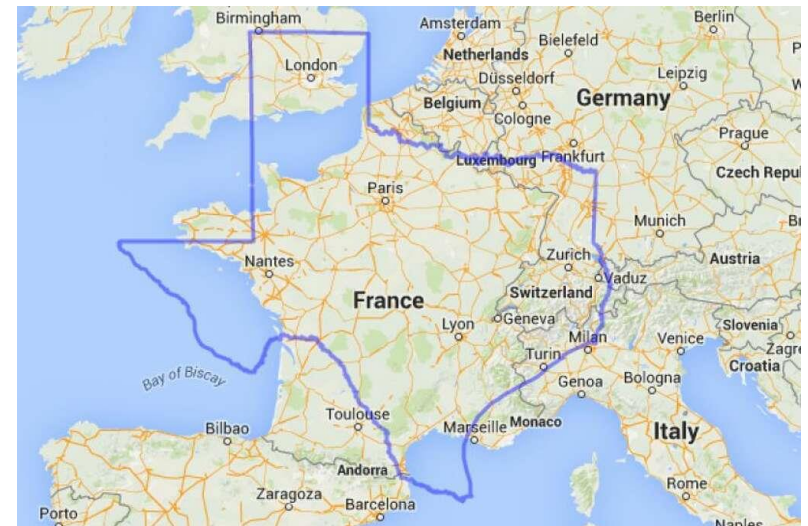 Birmingham
Amsterdam
Berlin
London
Netherlands
Bielefeld
Düsseldorf
Leipzig
Belgium
Cologne
Germany
Prague
Luxembourg
Frankfurt
Czech Repu
Paris
Munich
Nantes
Zurich
Vaduz
Austria
Switzerland
France
Lyon
Geneva
Milan
Venice
Slovenia
Zagre
Croatia
Turin
Bay of Biscay
Genoa
Bologna
Toulouse
Marseille
Monaco
Bilbao
Italy
Andorra
Zaragoza
Barcelona
Rome
Porto
Naples